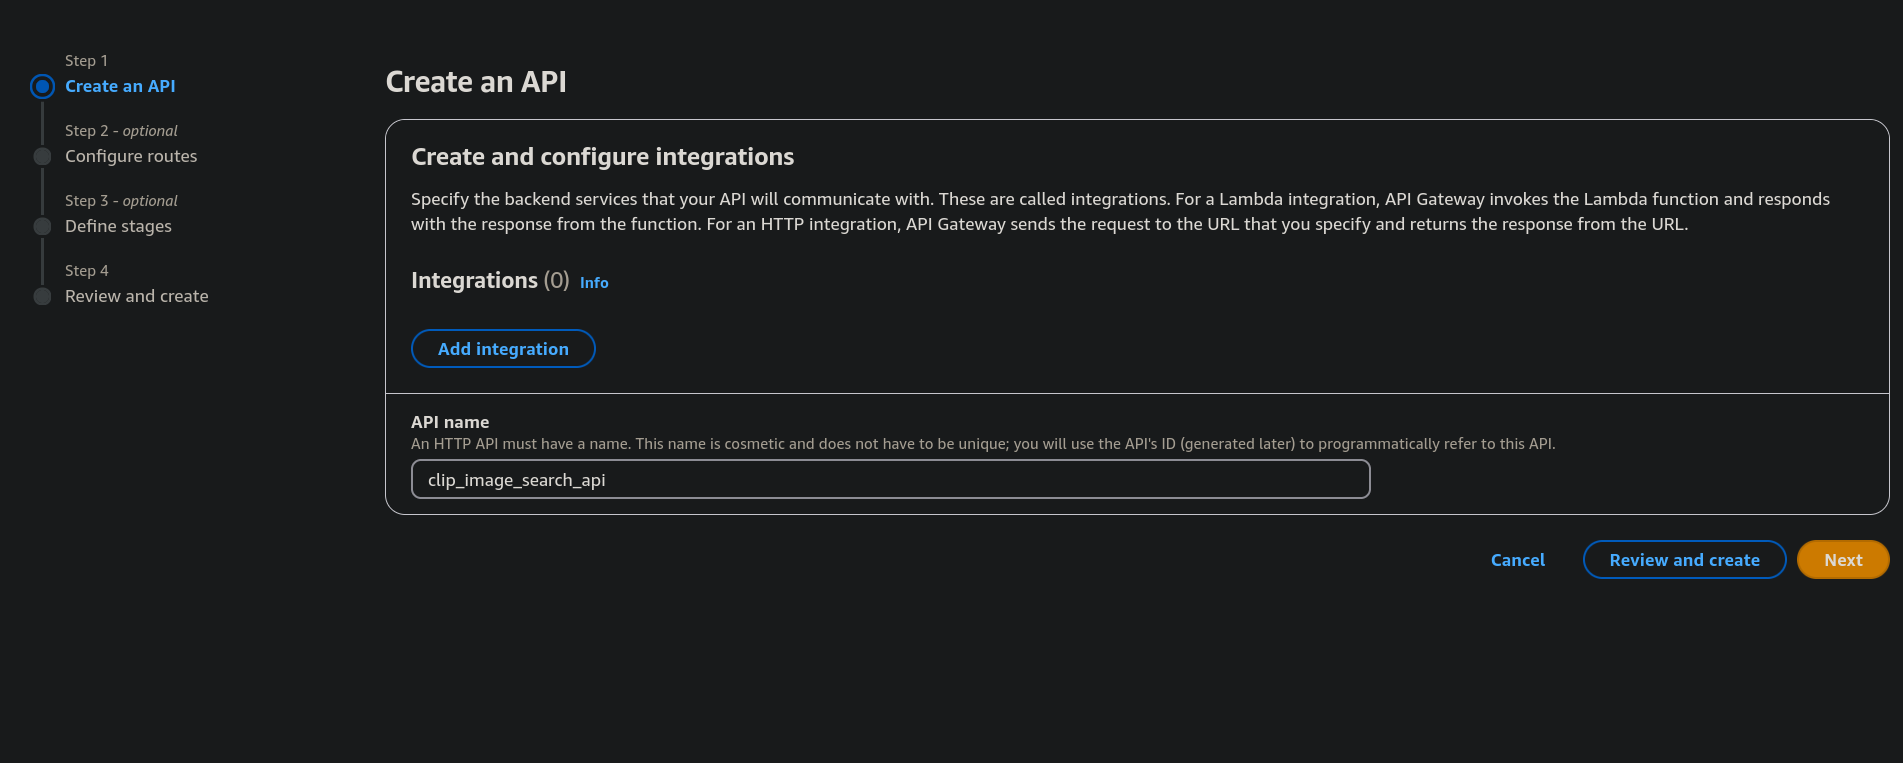 Step 1
Create an API
Step 2 - optional
Configure routes
Step 3 - optional
Define stages
Step 4
Review and create
Create an API
Create and configure integrations
Specify the backend services that your API will communicate with. These are called integrations. For a Lambda integration, API Gateway invokes the Lambda function and responds
with the response from the function. For an HTTP integration, API Gateway sends the request to the URL that you specify and returns the response from the URL.
Integrations (0) Info
Add integration
API name
An HTTP API must have a name. This name is cosmetic and does not have to be unique; you will use the API's ID (generated later) to programmatically refer to this API.
clip_image_search_api
Cancel Review and create Next